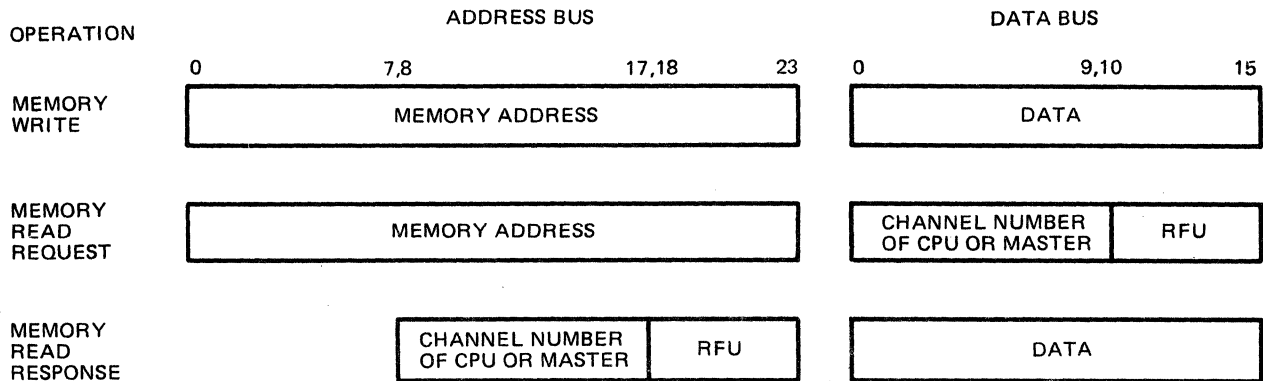 OPERATION
ADDRESS BUS
DATA BUS
0 7,8 17,18 23 0 9,10 15
MEMORY
WRITE
MEMORY ADDRESS
DATA
MEMORY
READ
REQUEST
MEMORY ADDRESS
CHANNEL NUMBER
OF CPU OR MASTER
RFU
MEMORY
READ
RESPONSE
CHANNEL NUMBER
OF CPU OR MASTER
RFU
DATA